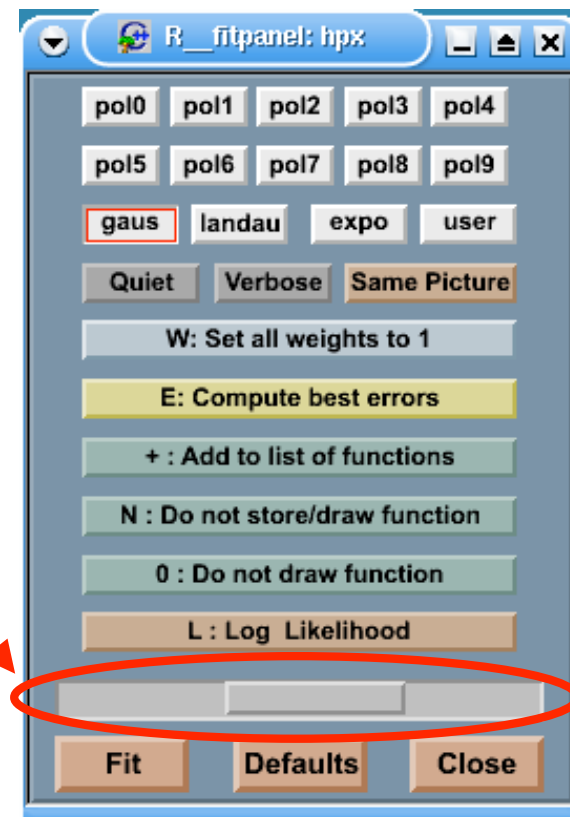 R__fitpanel: hpx
pol0 pol1 pol2 pol3 pol4
pol5 pol6 pol7 pol8 pol9
gaus landau expo user
Quiet Verbose Same Picture
W: Set all weights to 1
E: Compute best errors
+ : Add to list of functions
N : Do not store/draw function
0 : Do not draw function
L : Log Likelihood
Fit Defaults Close